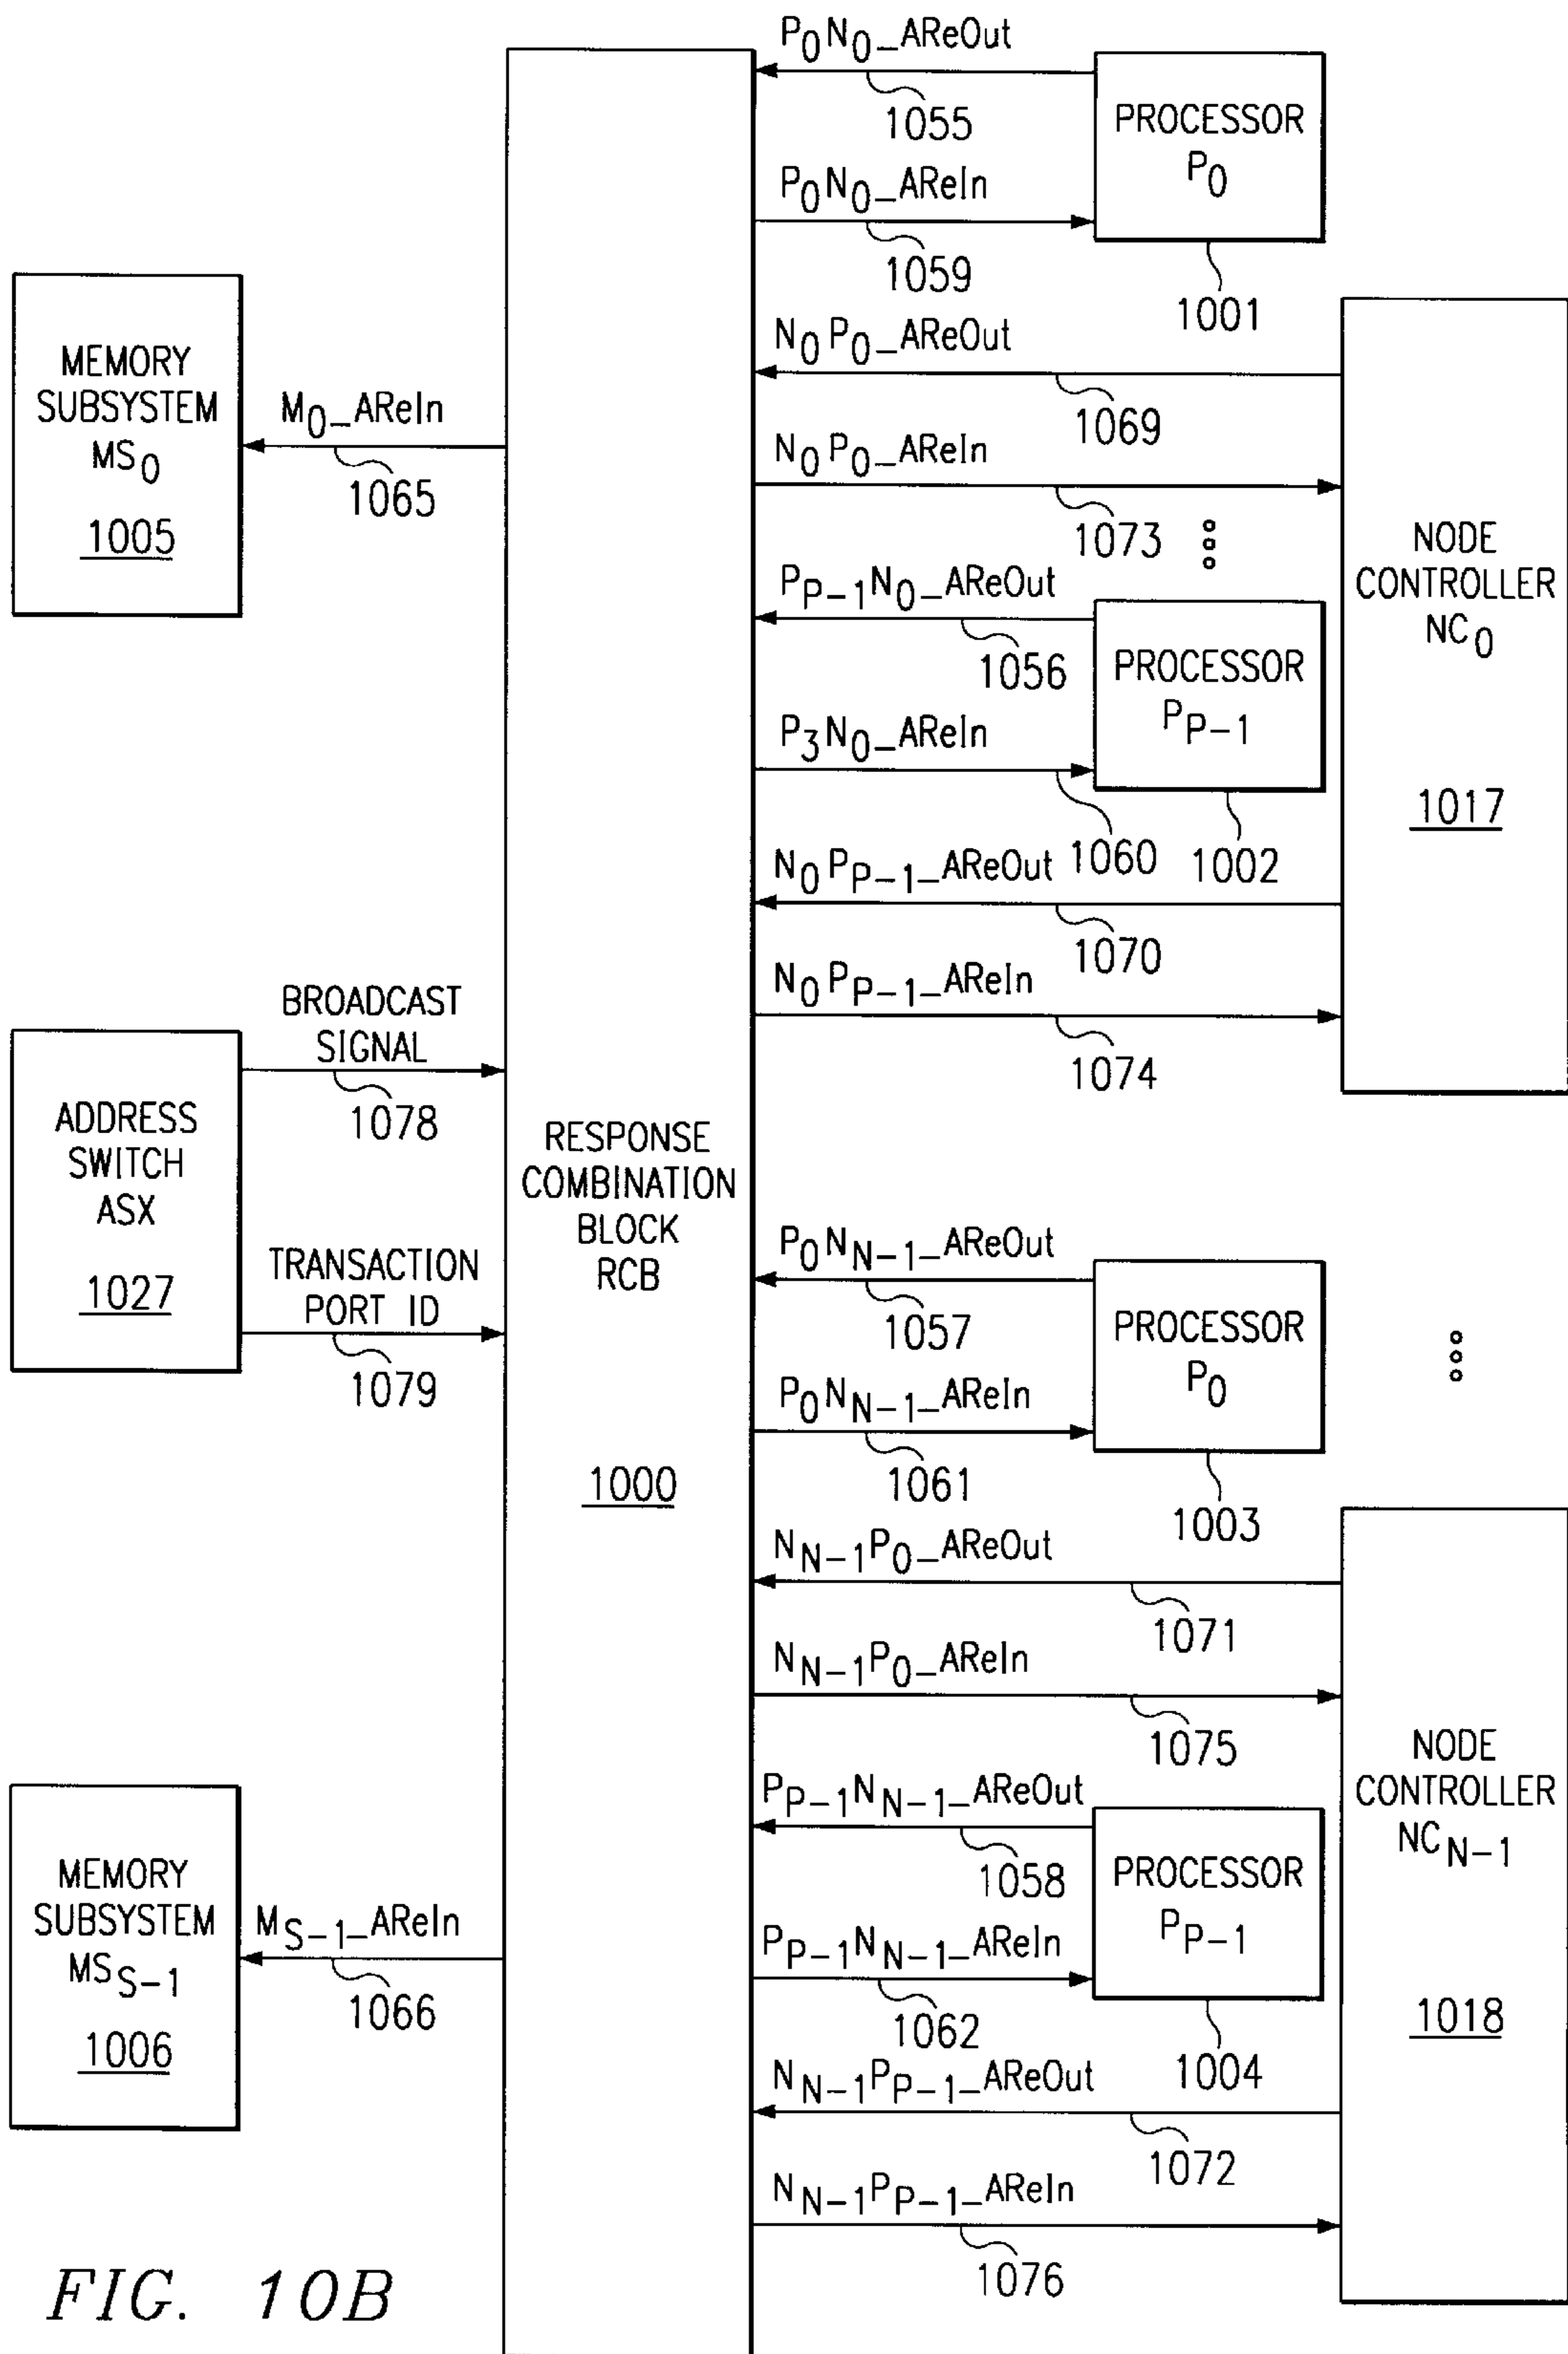 P0N0_AReOut
1055
PROCESSOR
P0
1001
P0N0_AReIn
1059
N0P0_AReOut
1069
N0P0_AReIn
1073
PP-1N0_AReOut
1056
PROCESSOR
PP-1
1002
P3N0_AReIn
1060
N0PP-1_AReOut
1070
N0PP-1_AReIn
1074
NODE
CONTROLLER
NC0
1017
MEMORY
SUBSYSTEM
MS0
1005
M0_AReIn
1065
ADDRESS
SWITCH
ASX
1027
BROADCAST
SIGNAL
1078
TRANSACTION
PORT ID
1079
RESPONSE
COMBINATION
BLOCK
RCB
1000
P0NN-1_AReOut
1057
PROCESSOR
P0
1003
P0NN-1_AReIn
1061
NN-1P0_AReOut
1071
NN-1P0_AReIn
1075
PP-1NN-1_AReOut
1058
PROCESSOR
PP-1
1004
PP-1NN-1_AReIn
1062
NN-1PP-1_AReOut
1072
NN-1PP-1_AReIn
1076
NODE
CONTROLLER
NCN-1
1018
MEMORY
SUBSYSTEM
MSS-1
1006
MS-1_AReIn
1066
FIG. 10B